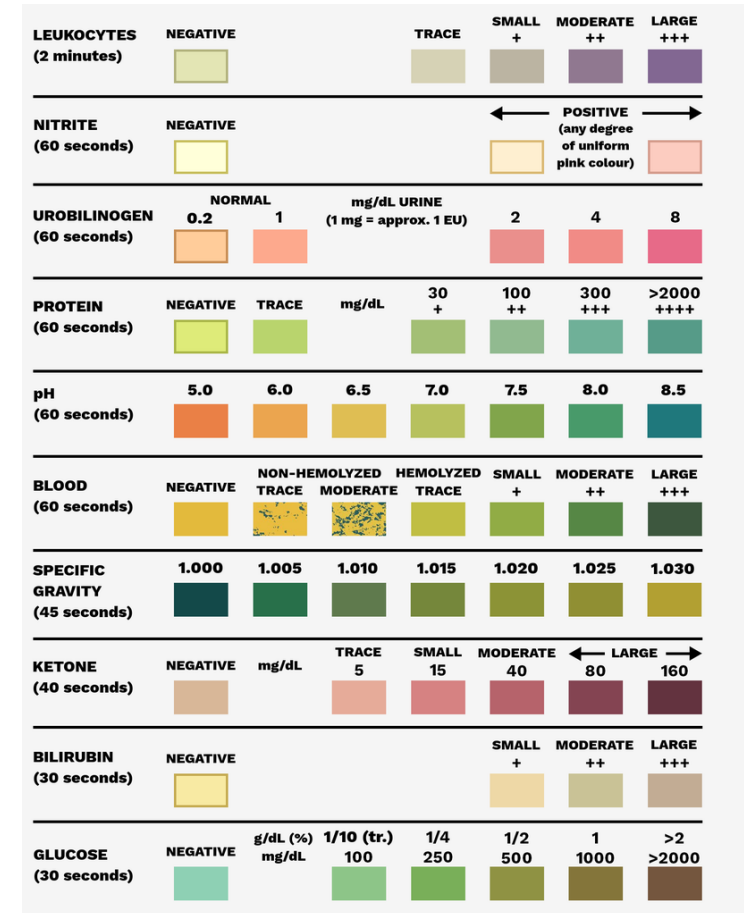 LEUKOCYTES
(2 minutes)
NEGATIVE
TRACE
SMALL
+
MODERATE
++
LARGE
+++
NITRITE
(60 seconds)
NEGATIVE
POSITIVE
(any degree
of uniform
pink colour)
UROBILINOGEN
(60 seconds)
NORMAL
0.2
1
mg/dL URINE
(1 mg = approx. 1 EU)
2
4
8
PROTEIN
(60 seconds)
NEGATIVE
TRACE
mg/dL
30
+
100
++
300
+++
>2000
++++
pH
(60 seconds)
5.0
6.0
6.5
7.0
7.5
8.0
8.5
BLOOD
(60 seconds)
NEGATIVE
NON-HEMOLYZED
TRACE
MODERATE
HEMOLYZED
TRACE
SMALL
+
MODERATE
++
LARGE
+++
SPECIFIC
GRAVITY
(45 seconds)
1.000
1.005
1.010
1.015
1.020
1.025
1.030
KETONE
(40 seconds)
NEGATIVE
mg/dL
TRACE
5
SMALL
15
MODERATE
40
LARGE
80
160
BILIRUBIN
(30 seconds)
NEGATIVE
SMALL
+
MODERATE
++
LARGE
+++
GLUCOSE
(30 seconds)
NEGATIVE
g/dL (%)
mg/dL
1/10 (tr.)
100
1/4
250
1/2
500
1
1000
>2
>2000